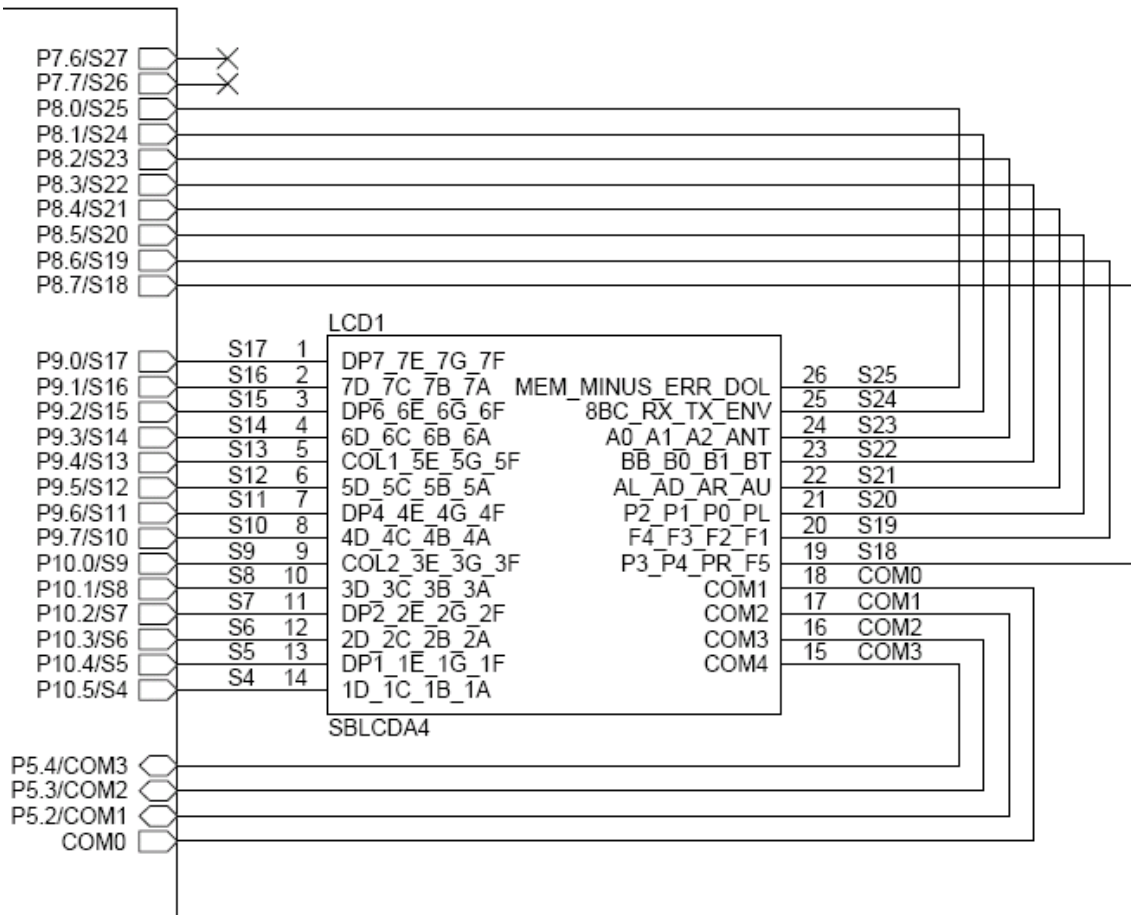 P7.6/S27
P7.7/S26
P8.0/S25
P8.1/S24
P8.2/S23
P8.3/S22
P8.4/S21
P8.5/S20
P8.6/S19
P8.7/S18
LCD1
P9.0/S17 S17 1 DP7_7E_7G_7F
P9.1/S16 S16 2 7D_7C_7B_7A MEM_MINUS_ERR_DOL 26 S25
P9.2/S15 S15 3 DP6_6E_6G_6F 8BC_RX_TX_ENV 25 S24
P9.3/S14 S14 4 6D_6C_6B_6A A0_A1_A2_ANT 24 S23
P9.4/S13 S13 5 COL1_5E_5G_5F BB_B0_B1_BT 23 S22
P9.5/S12 S12 6 5D_5C_5B_5A AL_AD_AR_AU 22 S21
P9.6/S11 S11 7 DP4_4E_4G_4F P2_P1_P0_PL 21 S20
P9.7/S10 S10 8 4D_4C_4B_4A F4_F3_F2_F1 20 S19
P10.0/S9 S9 9 COL2_3E_3G_3F P3_P4_PR_F5 19 S18
P10.1/S8 S8 10 3D_3C_3B_3A COM1 18 COM0
P10.2/S7 S7 11 DP2_2E_2G_2F COM2 17 COM1
P10.3/S6 S6 12 2D_2C_2B_2A COM3 16 COM2
P10.4/S5 S5 13 DP1_1E_1G_1F COM4 15 COM3
P10.5/S4 S4 14 1D_1C_1B_1A
SBLCDA4
P5.4/COM3
P5.3/COM2
P5.2/COM1
COM0